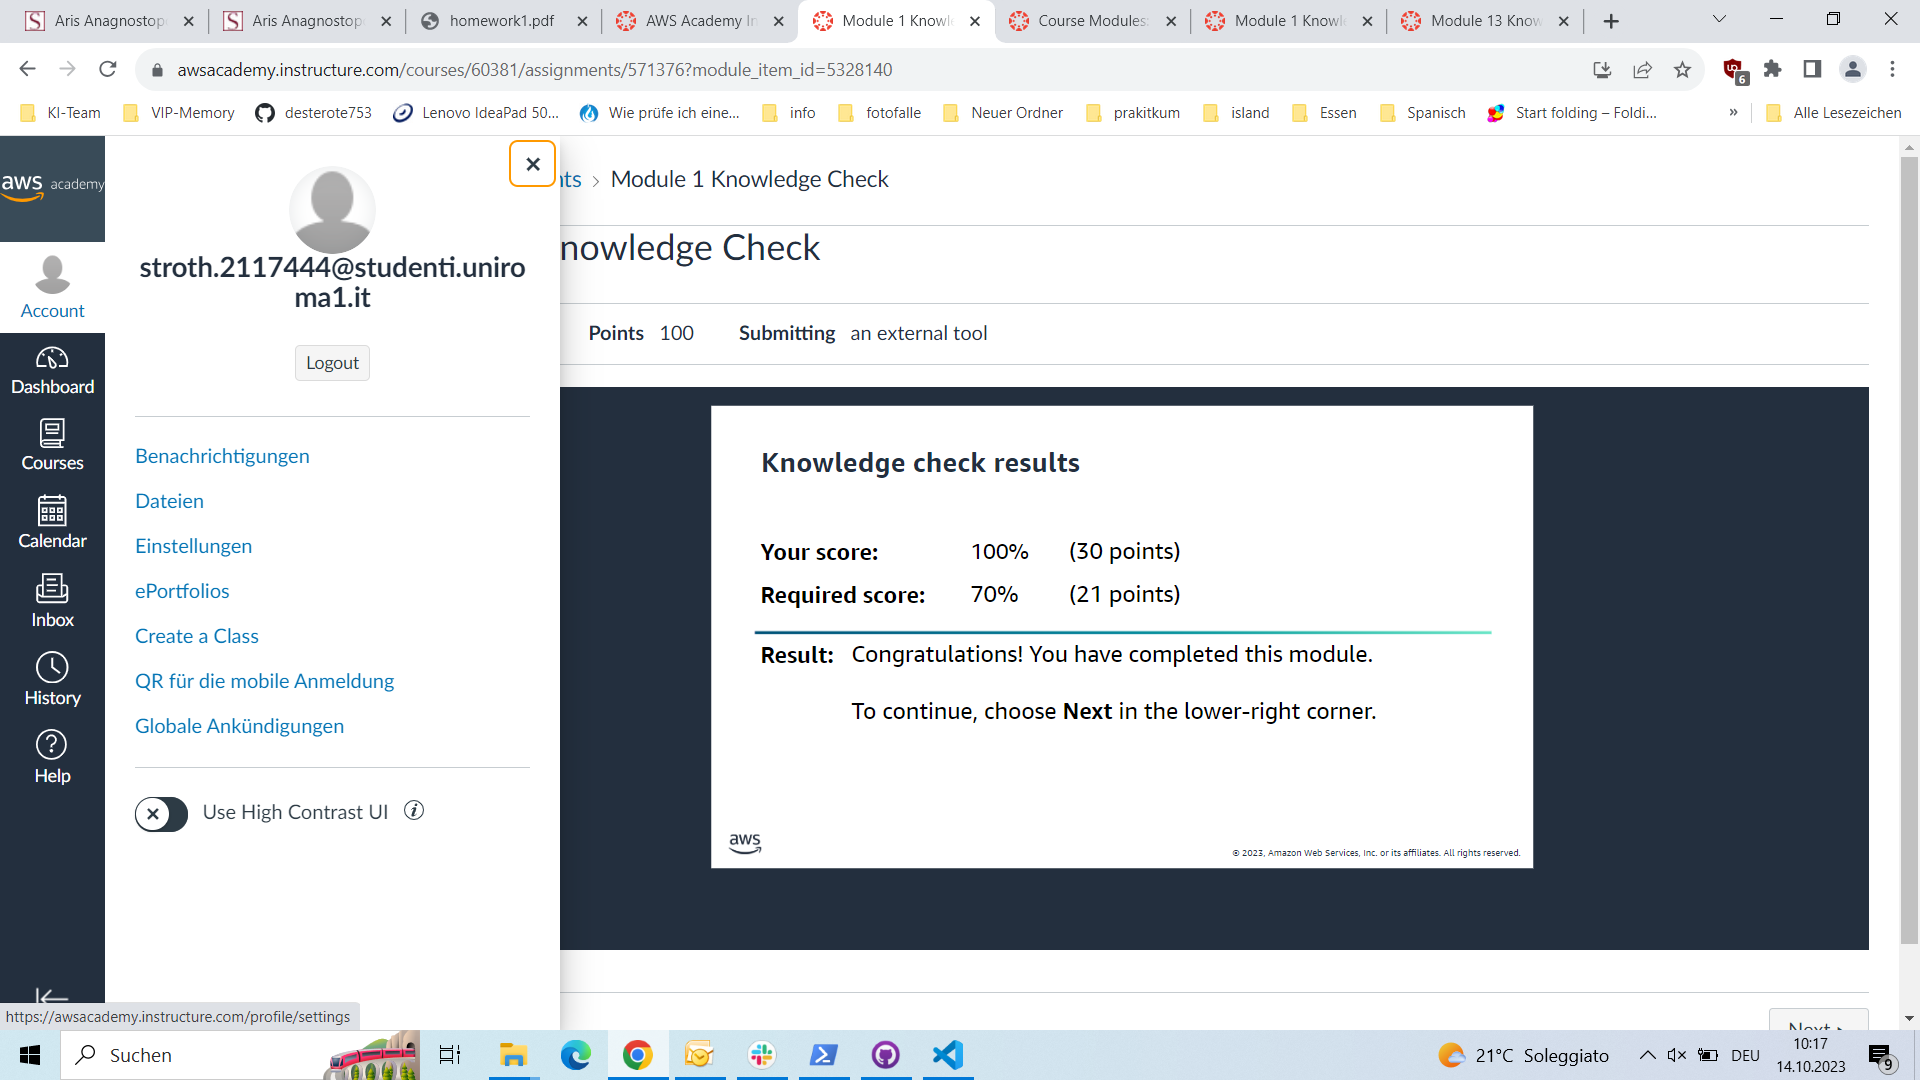 Aris Anagnostop
Aris Anagnostop
homework1.pdf
AWS Academy In
Module 1 Knowle
Course Modules:
Module 1 Knowle
Module 13 Know
awsacademy.instructure.com/courses/60381/assignments/571376?module_item_id=5328140
6
KI-Team
VIP-Memory
desterote753
Lenovo IdeaPad 50...
Wie prüfe ich eine...
info
fotofalle
Neuer Ordner
prakitkum
island
Essen
Spanisch
Start folding – Foldi...
»
Alle Lesezeichen
aws academy
Account
Dashboard
Courses
Calendar
Inbox
History
Help
stroth.2117444@studenti.uniro
ma1.it
Logout
Benachrichtigungen
Dateien
Einstellungen
ePortfolios
Create a Class
QR für die mobile Anmeldung
Globale Ankündigungen
Use High Contrast UI
nts › Module 1 Knowledge Check
nowledge Check
Points 100 Submitting an external tool
Knowledge check results
Your score: 100% (30 points)
Required score: 70% (21 points)
Result: Congratulations! You have completed this module.
To continue, choose Next in the lower-right corner.
aws
© 2023, Amazon Web Services, Inc. or its affiliates. All rights reserved.
Next
https://awsacademy.instructure.com/profile/settings
Suchen
21°C Soleggiato
DEU
10:17
14.10.2023
9